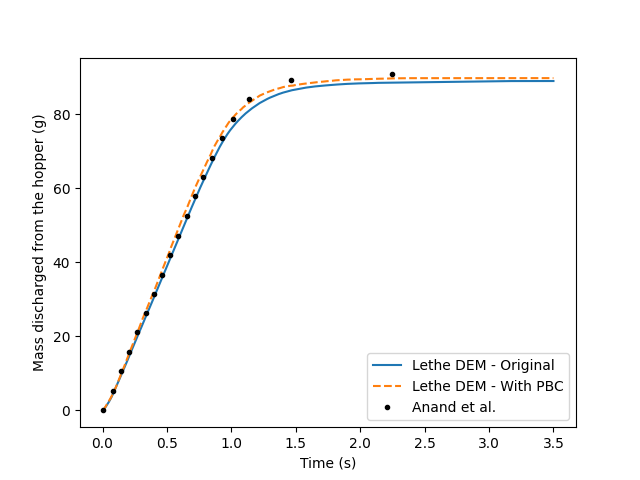 Mass discharged from the hopper (g)
80
60
40
20
0
0.0 0.5 1.0 1.5 2.0 2.5 3.0 3.5
Time (s)
Lethe DEM - Original
Lethe DEM - With PBC
Anand et al.